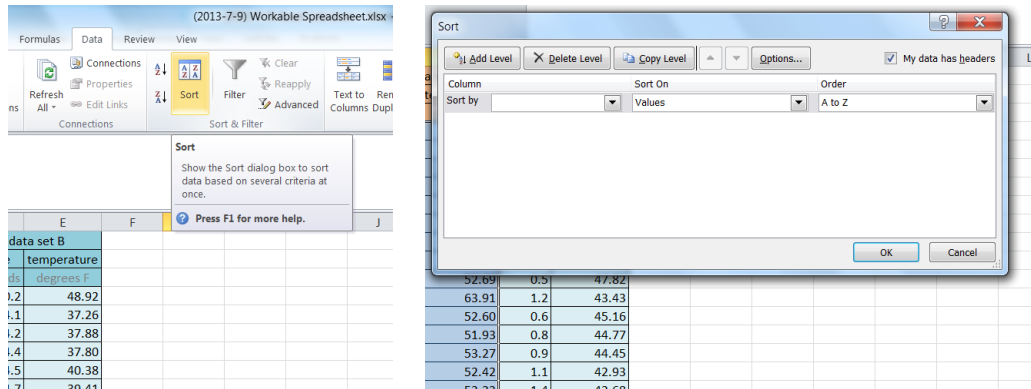 (2013-7-9) Workable Spreadsheet.xlsx -
Formulas Data Review View
Connections
Properties
Edit Links
Refresh
All
Connections
Sort
Filter
Clear
Reapply
Advanced
Sort & Filter
Text to
Columns
Sort
Show the Sort dialog box to sort
data based on several criteria at
once.
Press F1 for more help.
E F J
data set B
temperature
degrees F
48.92
37.26
37.88
37.80
40.38
39.41
Sort
Add Level Delete Level Copy Level Options... My data has headers
Column Sort On Order
Sort by Values A to Z
OK Cancel
52.69 0.5 47.82
63.91 1.2 43.43
52.60 0.6 45.16
51.93 0.8 44.77
53.27 0.9 44.45
52.42 1.1 42.93